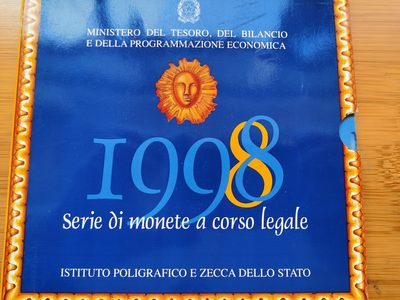 MINISTERO DEL TESORO, DEL BILANCIO
E DELLA PROGRAMMAZIONE ECONOMICA
1998
Serie di monete a corso legale
ISTITUTO POLIGRAFICO E ZECCA DELLO STATO